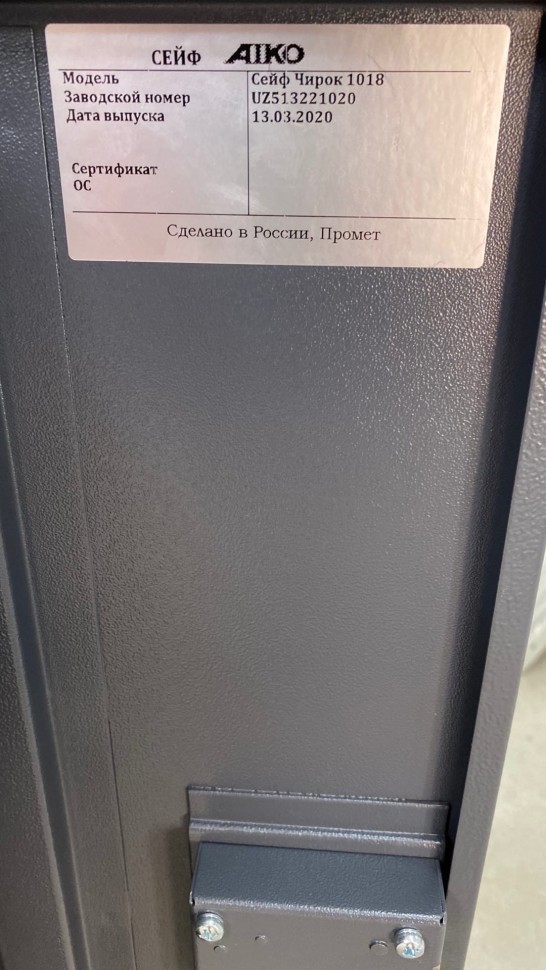 СЕЙФ AIKO
Модель Сейф Чирок 1018
Заводской номер UZ513221020
Дата выпуска 13.03.2020
Сертификат
ОС
Сделано в России, Промет